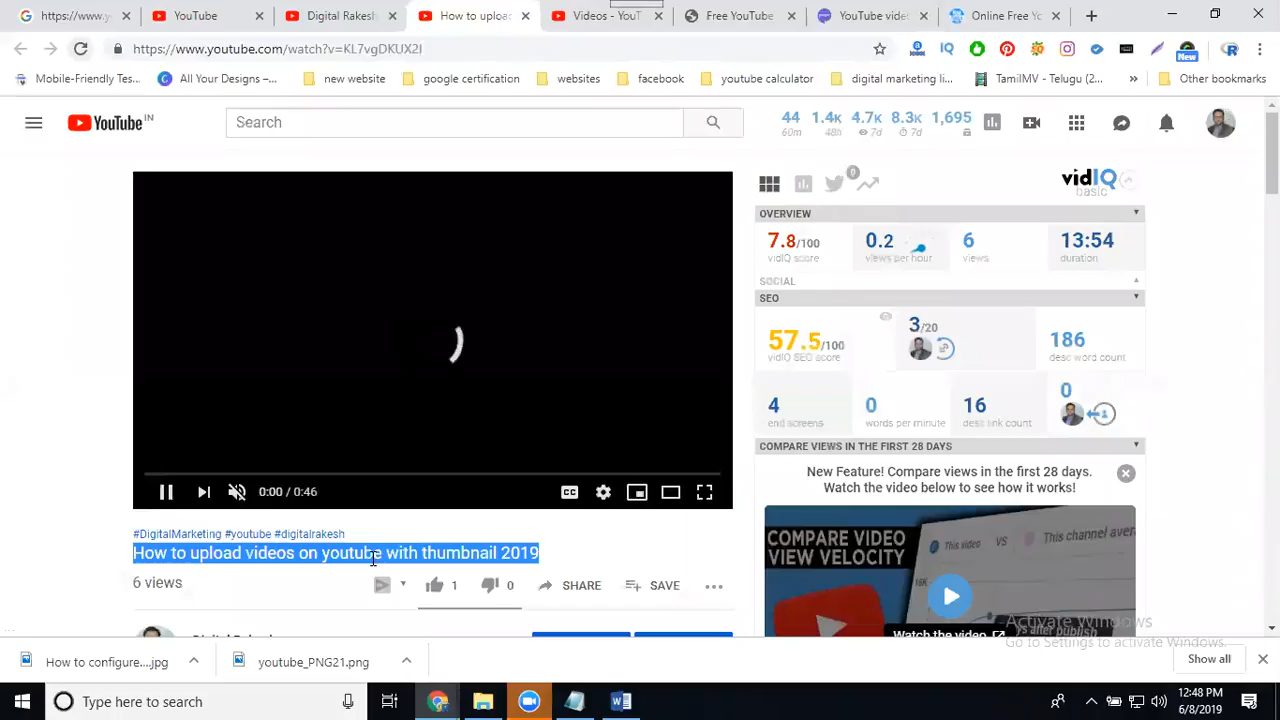 https://www.y
YouTube
Digital Rakesh
How to upload
Videos - YouT
Free YouTube
YouTube video
Online Free Yo
https://www.youtube.com/watch?v=KL7vgDKUX2I
New
Mobile-Friendly Tes...
All Your Designs –...
new website
google certification
websites
facebook
youtube calculator
digital marketing li...
TamilMV - Telugu (2...
Other bookmarks
YouTube IN
Search
44 1.4K 4.7K 8.3K 1,695
60m 48h 7d 7d
vidIQ
basic
0
OVERVIEW
7.8/100 0.2 6 13:54
vidIQ score views per hour views duration
SOCIAL
SEO
57.5/100 3/20 186
vidIQ SEO score desc word count
4 0 16 0
end screens words per minute desc link count
COMPARE VIEWS IN THE FIRST 28 DAYS
New Feature! Compare views in the first 28 days.
Watch the video below to see how it works!
COMPARE VIDEO
VIEW VELOCITY
This video VS This channel aver
Watch the video
0:00 / 0:46
#DigitalMarketing #youtube #digitalrakesh
How to upload videos on youtube with thumbnail 2019
6 views
1 0 SHARE SAVE
Activate Windows
Go to Settings to activate Windows.
How to configure....jpg
youtube_PNG21.png
Show all
Type here to search
12:48 PM
6/8/2019